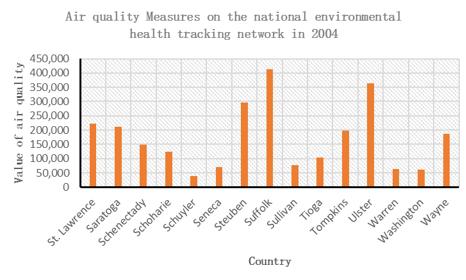 Air quality Measures on the national environmental
health tracking network in 2004
Value of air quality
450,000
400,000
350,000
300,000
250,000
200,000
150,000
100,000
50,000
0
St. Lawrence
Saratoga
Schenectady
Schoharie
Schuyler
Seneca
Steuben
Suffolk
Sullivan
Tioga
Tompkins
Ulster
Warren
Washington
Wayne
Country